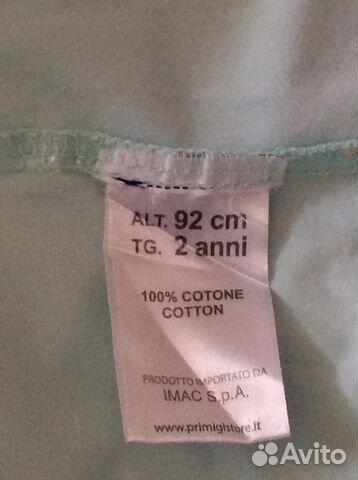 ALT. 92 cm
TG. 2 anni
100% COTONE
COTTON
PRODOTTO IMPORTATO DA
IMAC S.p.A.
www.primigistore.it
Avito